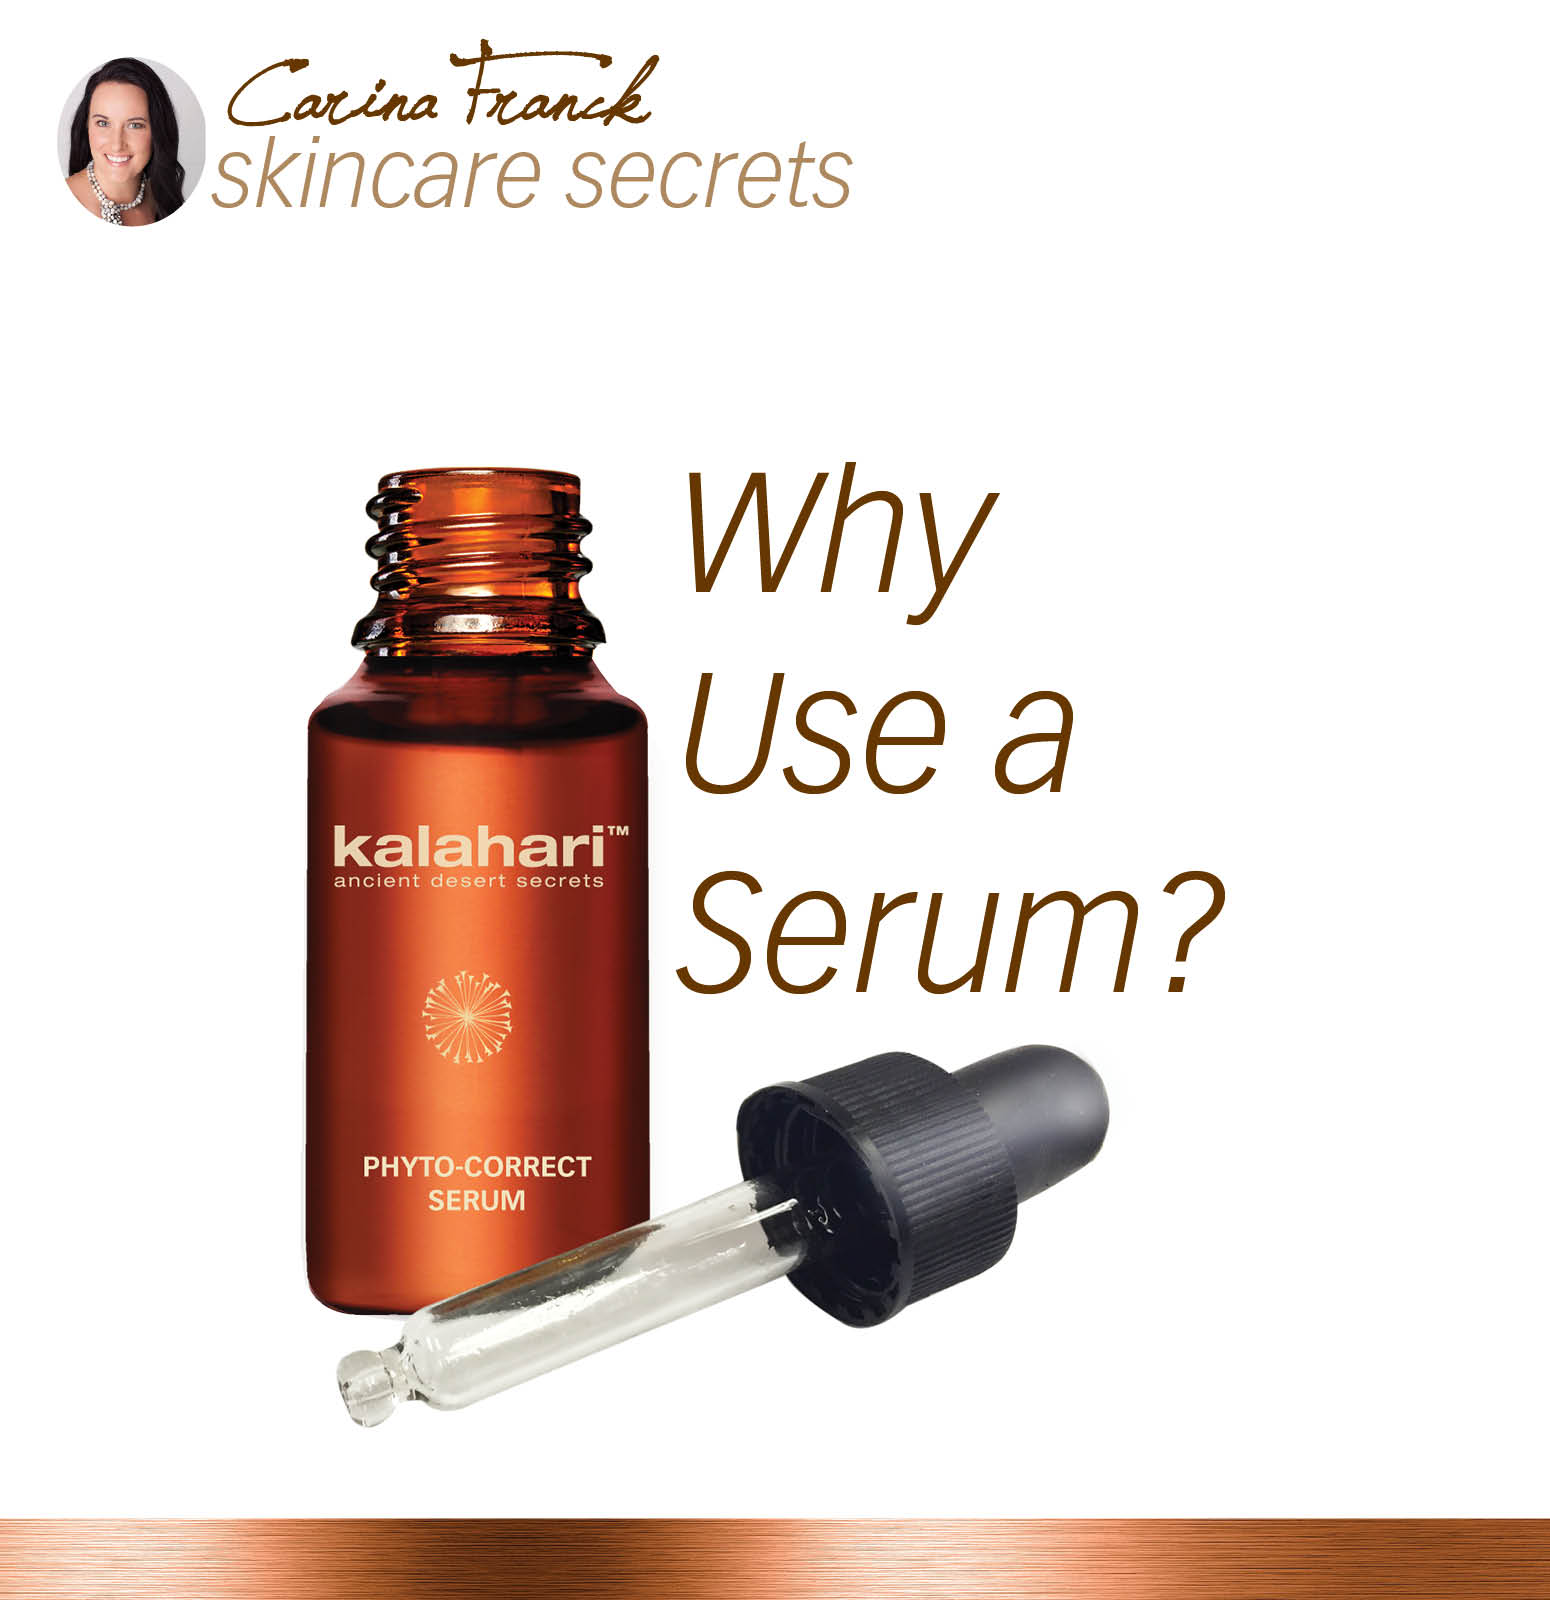 Carina Franck
skincare secrets
Why
Use a
Serum?
kalahari™
ancient desert secrets
PHYTO-CORRECT
SERUM